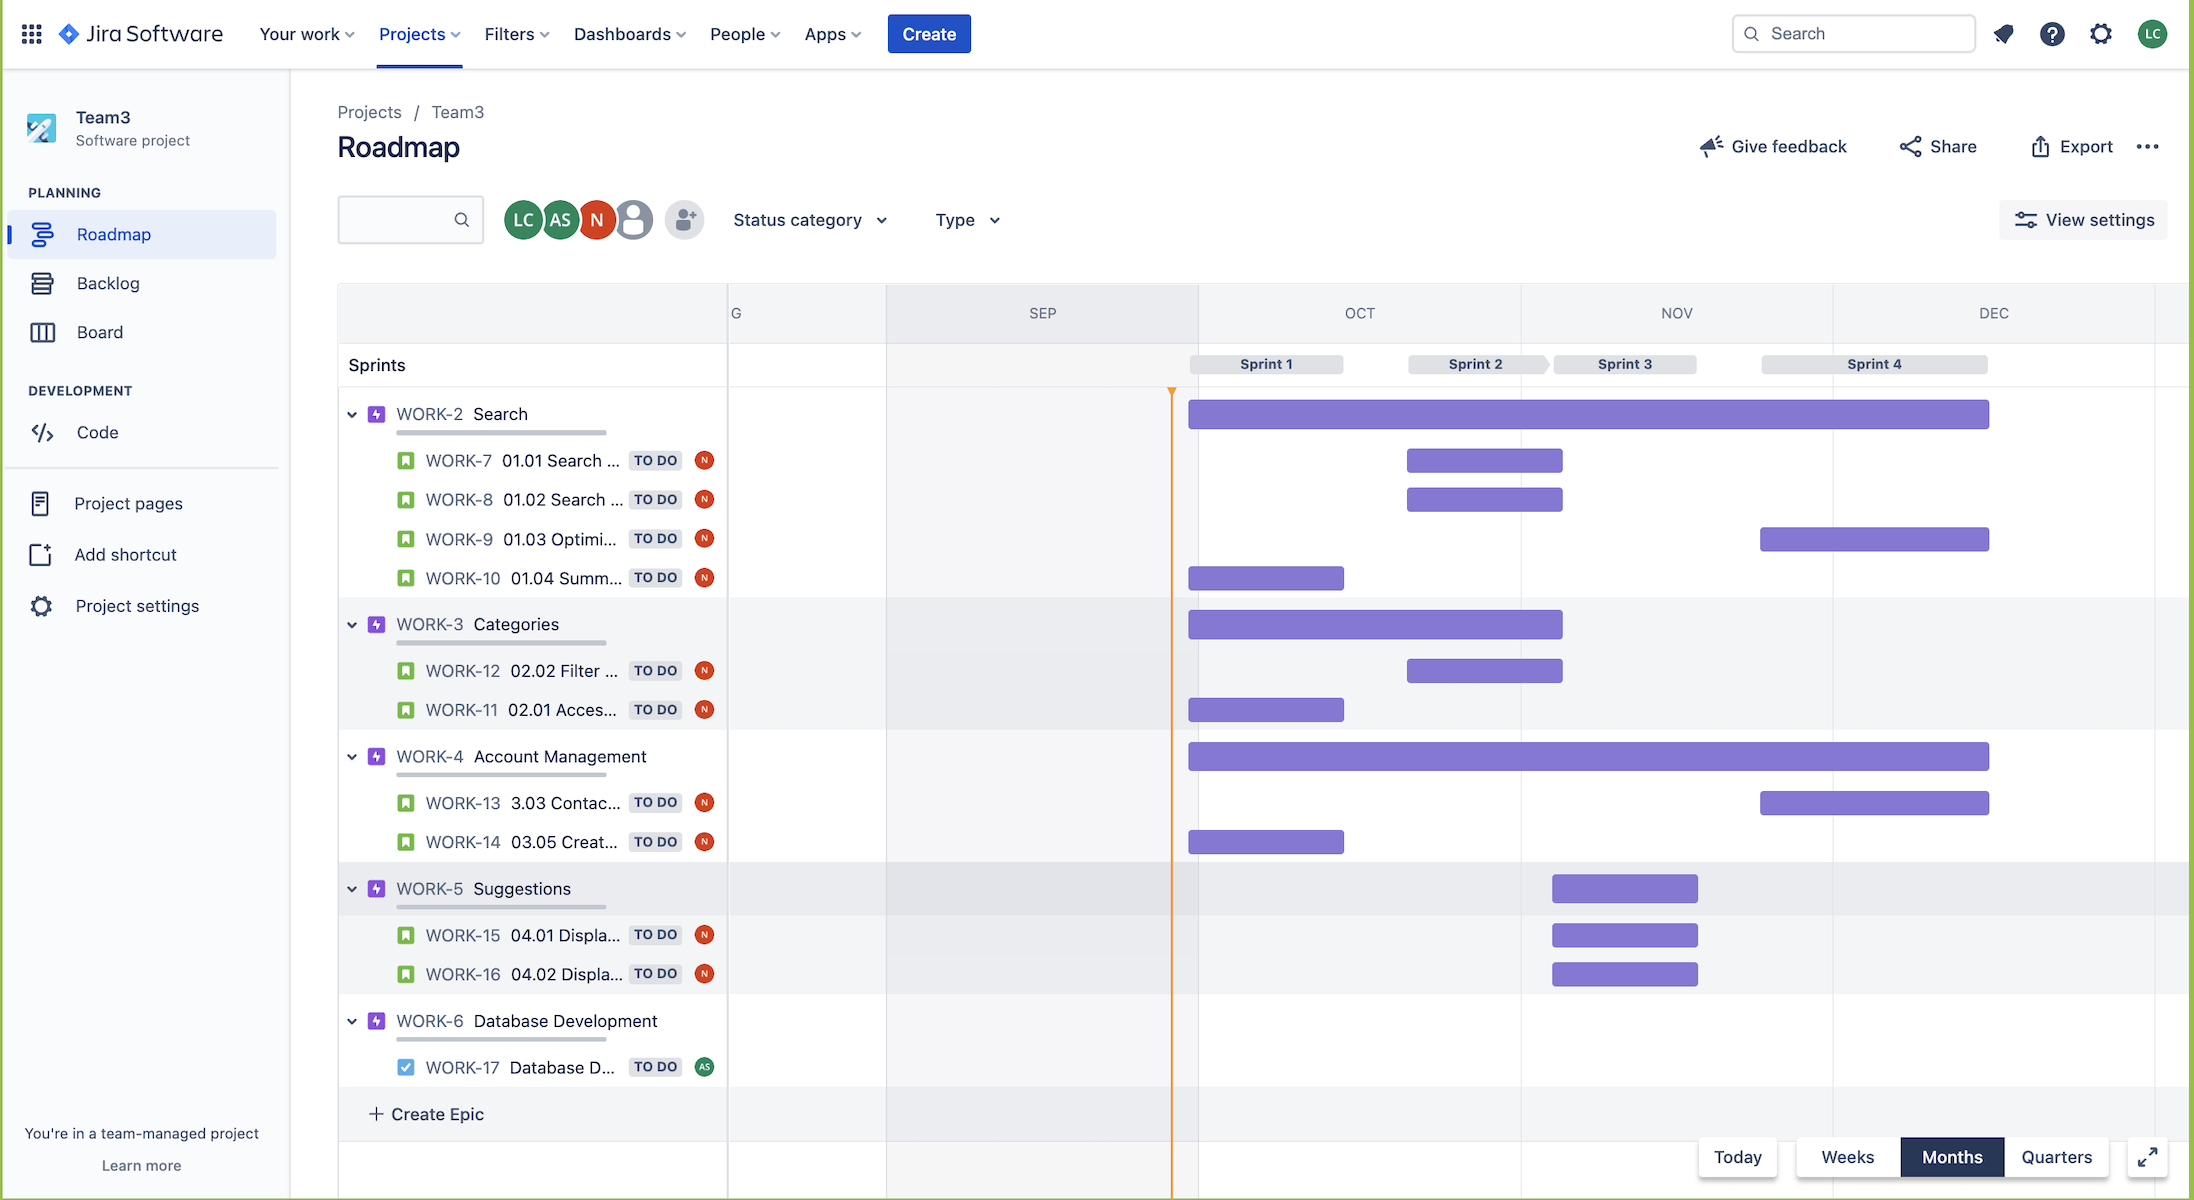 Jira Software Your work Projects Filters Dashboards People Apps Create Search LC
Team3
Software project
PLANNING
Roadmap
Backlog
Board
DEVELOPMENT
Code
Project pages
Add shortcut
Project settings
You're in a team-managed project
Learn more
Projects / Team3
Roadmap
Give feedback Share Export
LC AS N Status category Type View settings
G SEP OCT NOV DEC
Sprints Sprint 1 Sprint 2 Sprint 3 Sprint 4
WORK-2 Search
WORK-7 01.01 Search ... TO DO N
WORK-8 01.02 Search ... TO DO N
WORK-9 01.03 Optimi... TO DO N
WORK-10 01.04 Summ... TO DO N
WORK-3 Categories
WORK-12 02.02 Filter ... TO DO N
WORK-11 02.01 Acces... TO DO N
WORK-4 Account Management
WORK-13 3.03 Contac... TO DO N
WORK-14 03.05 Creat... TO DO N
WORK-5 Suggestions
WORK-15 04.01 Displa... TO DO N
WORK-16 04.02 Displa... TO DO N
WORK-6 Database Development
WORK-17 Database D... TO DO AS
+ Create Epic
Today Weeks Months Quarters